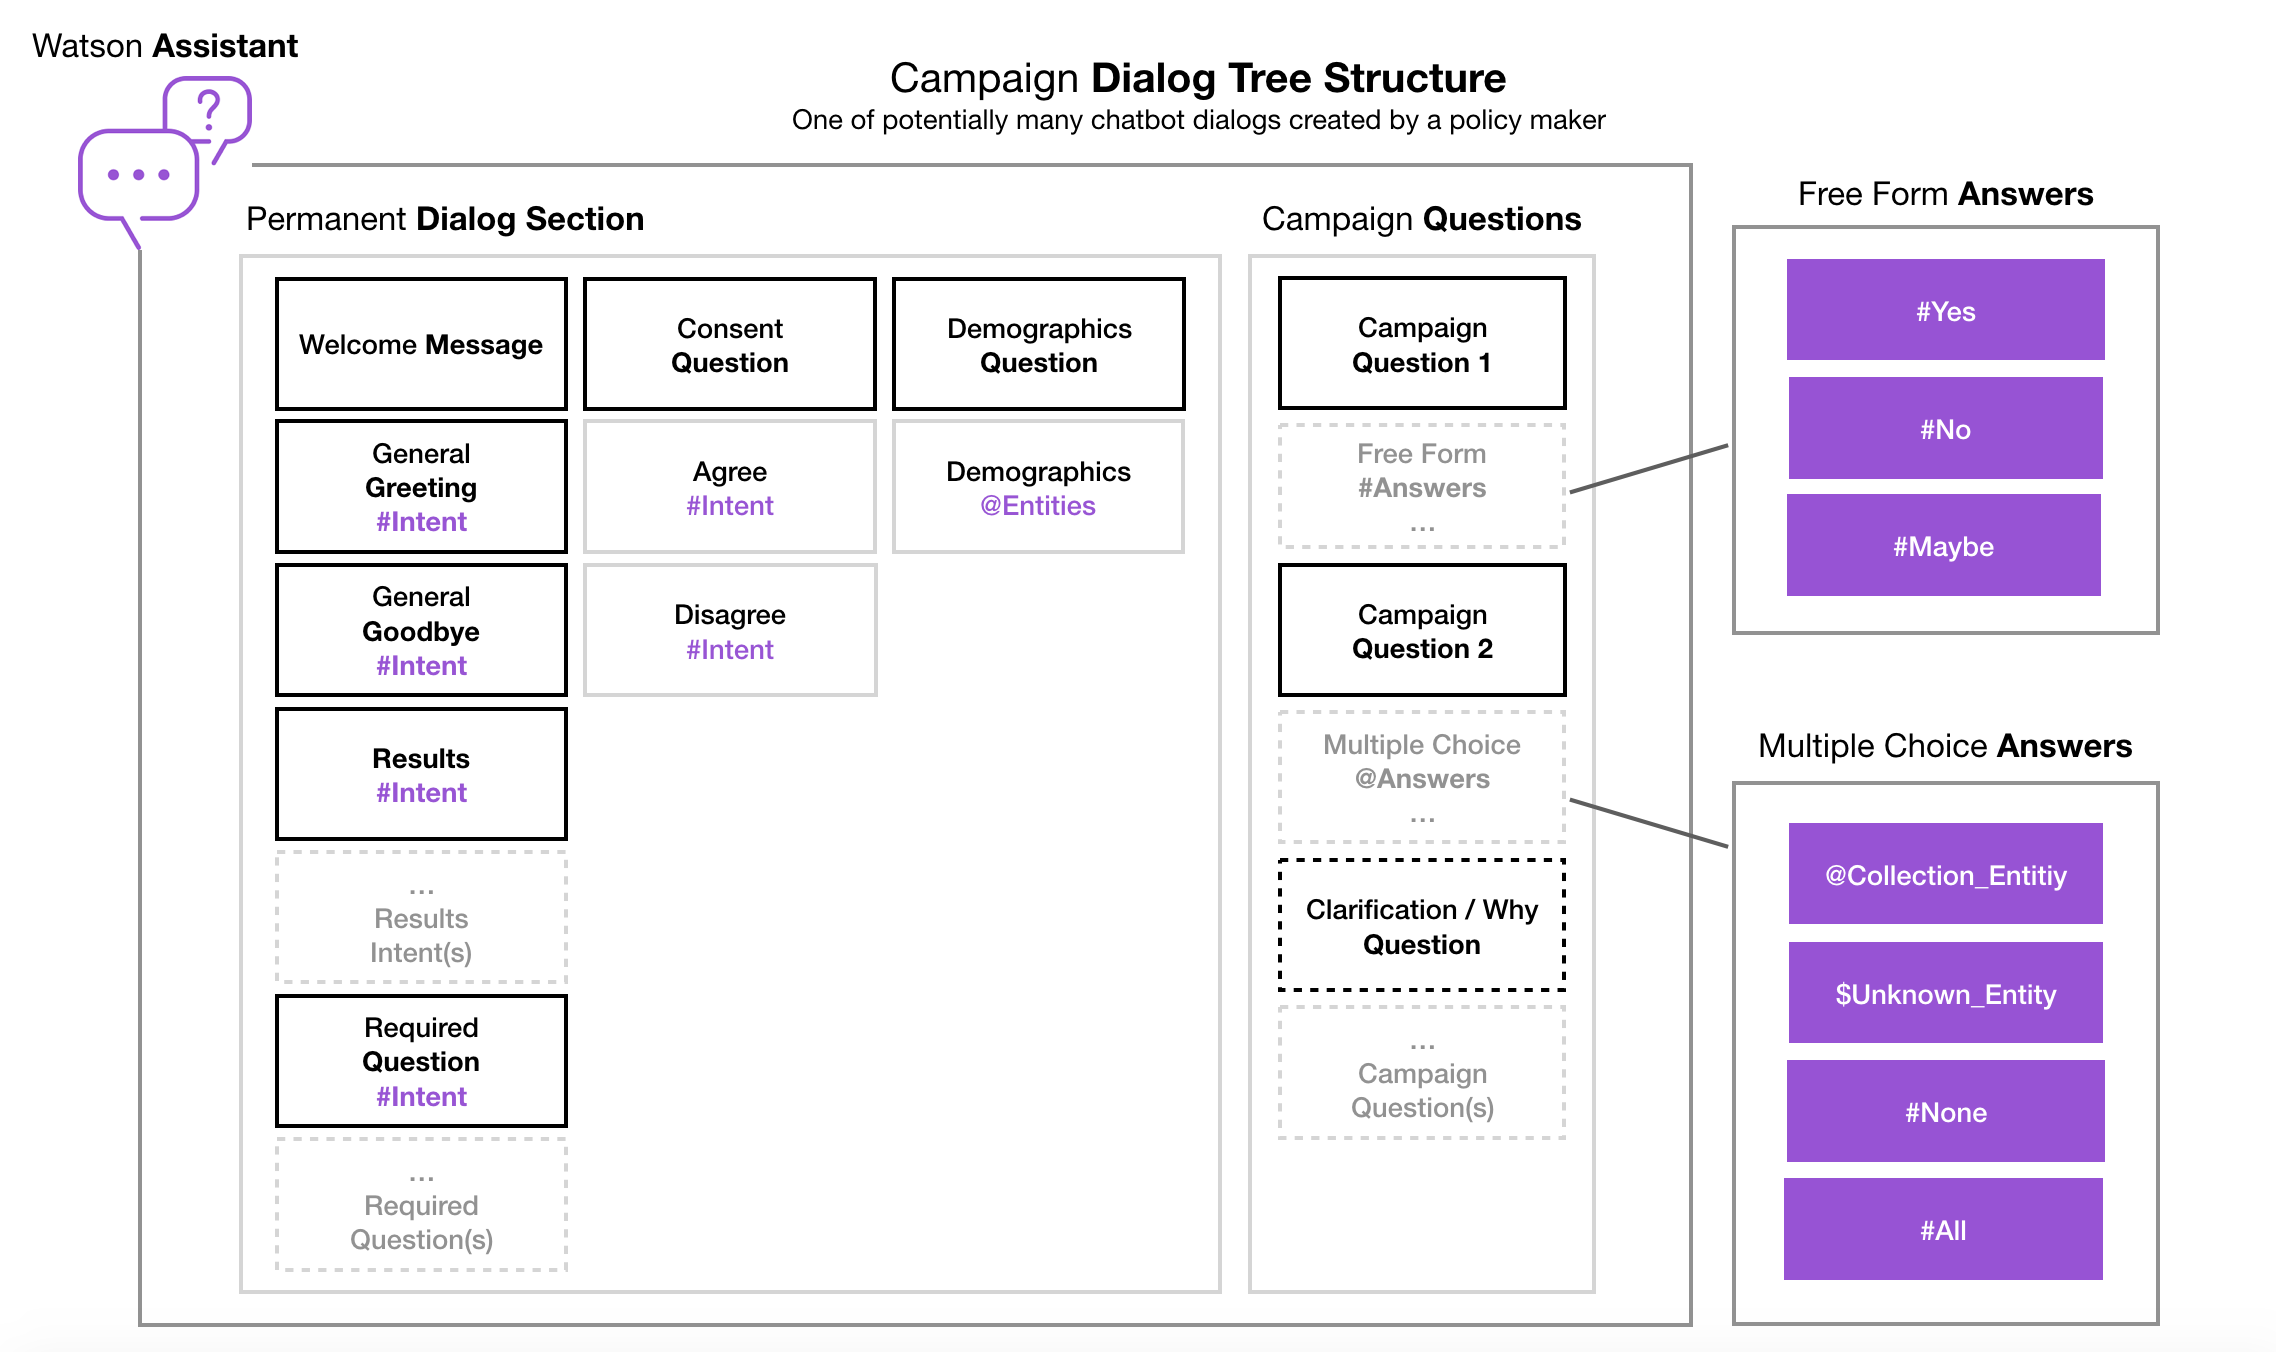 Watson Assistant
Campaign Dialog Tree Structure
One of potentially many chatbot dialogs created by a policy maker
?
Permanent Dialog Section
Welcome Message
General
Greeting
#Intent
General
Goodbye
#Intent
Results
#Intent
...
Results
Intent(s)
Required
Question
#Intent
...
Required
Question(s)
Consent
Question
Agree
#Intent
Disagree
#Intent
Demographics
Question
Demographics
@Entities
Campaign Questions
Campaign
Question 1
Free Form
#Answers
...
Campaign
Question 2
Multiple Choice
@Answers
...
Clarification / Why
Question
...
Campaign
Question(s)
Free Form Answers
#Yes
#No
#Maybe
Multiple Choice Answers
@Collection_Entitiy
$Unknown_Entity
#None
#All